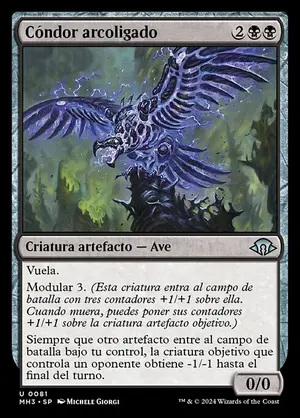 Cóndor arcoligado 2
Criatura artefacto — Ave
Vuela.
Modular 3. (Esta criatura entra al campo de
batalla con tres contadores +1/+1 sobre ella.
Cuando muera, puedes poner sus contadores
+1/+1 sobre la criatura artefacto objetivo.)
Siempre que otro artefacto entre al campo de
batalla bajo tu control, la criatura objetivo que
controla un oponente obtiene -1/-1 hasta el
final del turno.
0/0
U 0081
MH3 • SP Michele Giorgi
™ & © 2024 Wizards of the Coast